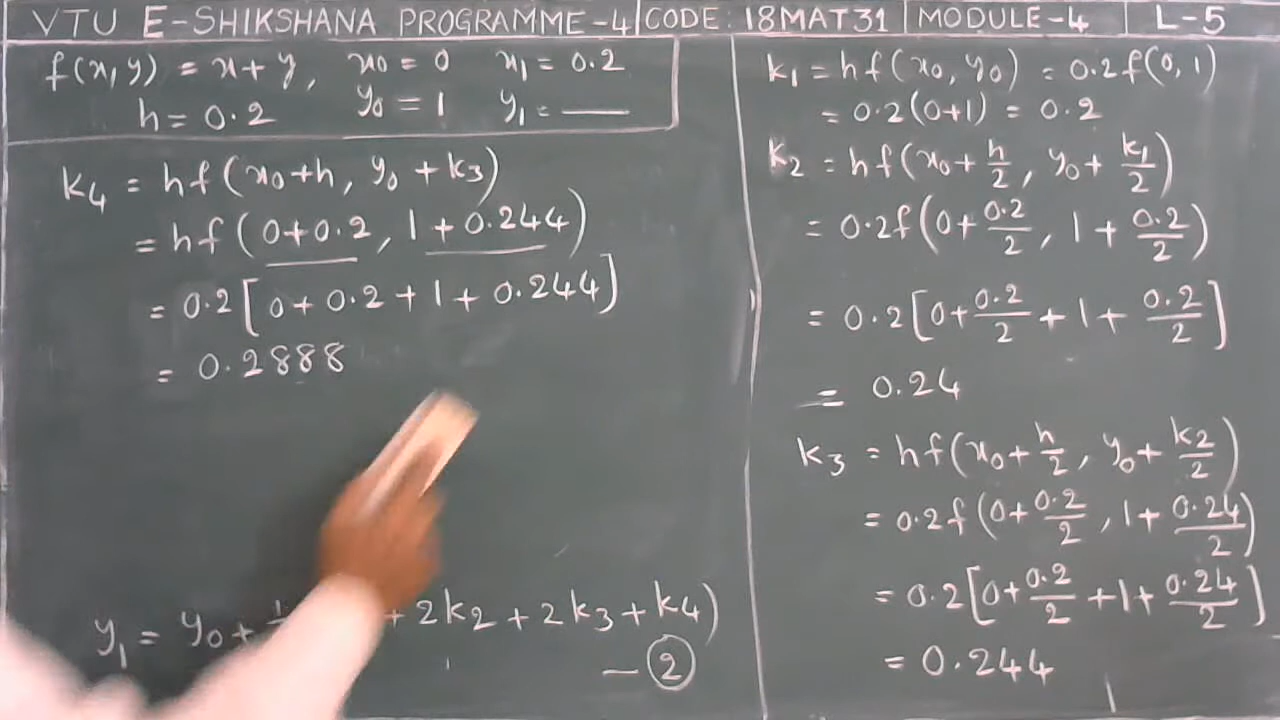 VTU E-SHIKSHANA PROGRAMME-4 | CODE: 18MAT31 | MODULE-4 | L-5
f(x,y) = x+y, x0 = 0 x1 = 0.2
h = 0.2 y0 = 1 y1 = ___
K4 = hf(x0+h, y0+k3)
= hf(0+0.2, 1+0.244)
= 0.2[0+0.2+1+0.244]
= 0.2888
y1 = y0 + + 2k2 + 2k3 + k4)
— ②
K1 = hf(x0, y0) = 0.2f(0,1)
= 0.2(0+1) = 0.2
K2 = hf(x0+h/2, y0+k1/2)
= 0.2f(0+0.2/2, 1+0.2/2)
= 0.2[0+0.2/2+1+0.2/2]
= 0.24
K3 = hf(x0+h/2, y0+k2/2)
= 0.2f(0+0.2/2, 1+0.24/2)
= 0.2[0+0.2/2+1+0.24/2]
= 0.244